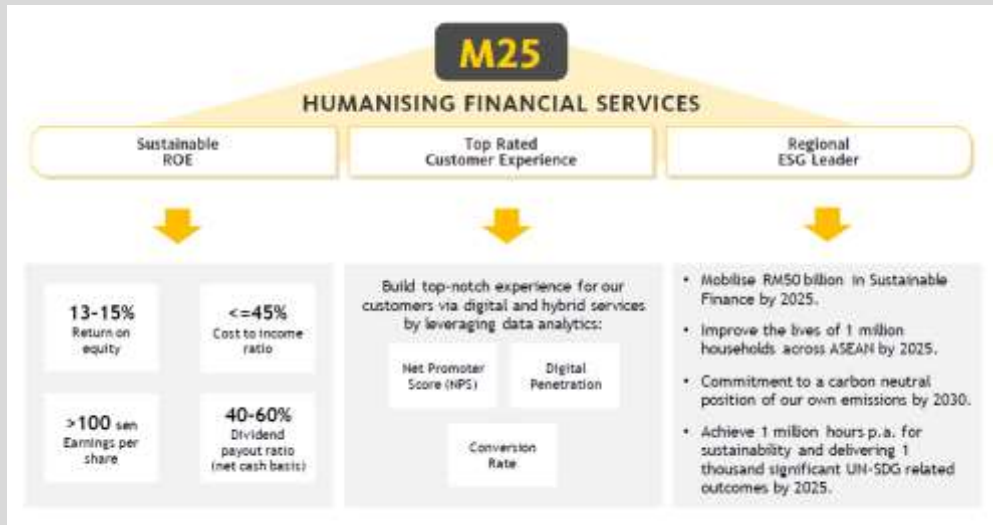 M25
HUMANISING FINANCIAL SERVICES
Sustainable
ROE
Top Rated
Customer Experience
Regional
ESG Leader
13-15%
Return on
equity
<=45%
Cost to income
ratio
>100 sen
Earnings per
share
40-60%
Dividend
payout ratio
(net cash basis)
Build top-notch experience for our
customers via digital and hybrid services
by leveraging data analytics:
Net Promoter
Score (NPS)
Digital
Penetration
Conversion
Rate
• Mobilise RM50 billion in Sustainable
Finance by 2025.
• Improve the lives of 1 million
households across ASEAN by 2025.
• Commitment to a carbon neutral
position of our own emissions by 2030.
• Achieve 1 million hours p.a. for
sustainability and delivering 1
thousand significant UN-SDG related
outcomes by 2025.